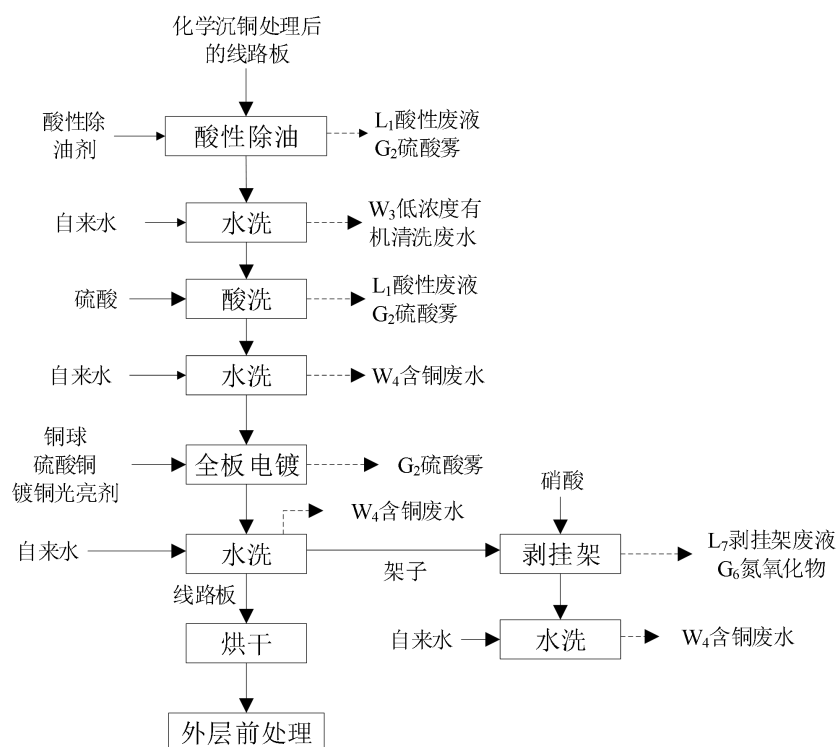 化学沉铜处理后
的线路板
酸性除
油剂
酸性除油
L₁酸性废液
G₂硫酸雾
自来水
水洗
W₃低浓度有
机清洗废水
硫酸
酸洗
L₁酸性废液
G₂硫酸雾
自来水
水洗
W₄含铜废水
铜球
硫酸铜
镀铜光亮剂
全板电镀
G₂硫酸雾
W₄含铜废水
硝酸
自来水
水洗
架子
剥挂架
L₇剥挂架废液
G₆氮氧化物
线路板
烘干
自来水
水洗
W₄含铜废水
外层前处理